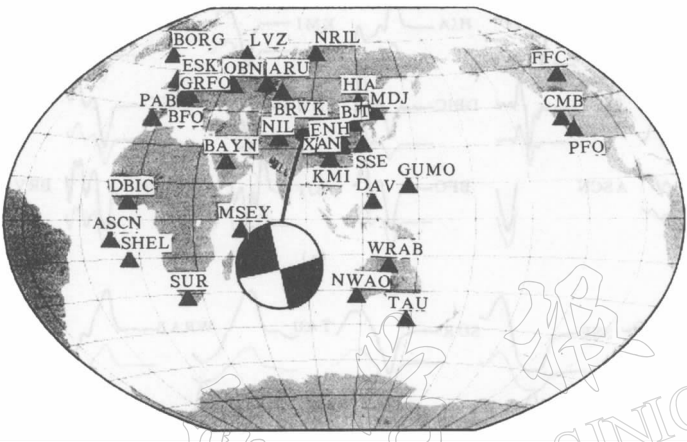 BORG
LVZ
NRIL
ESK
OBN
ARU
FFC
GRFO
HIA
PAB
BRVK
MDJ
CMB
BFO
BJT
NIL
ENH
PFO
BAYN
XAN
SSE
KMI
GUMO
DBIC
DAV
MSEY
ASCN
SHEL
WRAB
SUR
NWAO
TAU